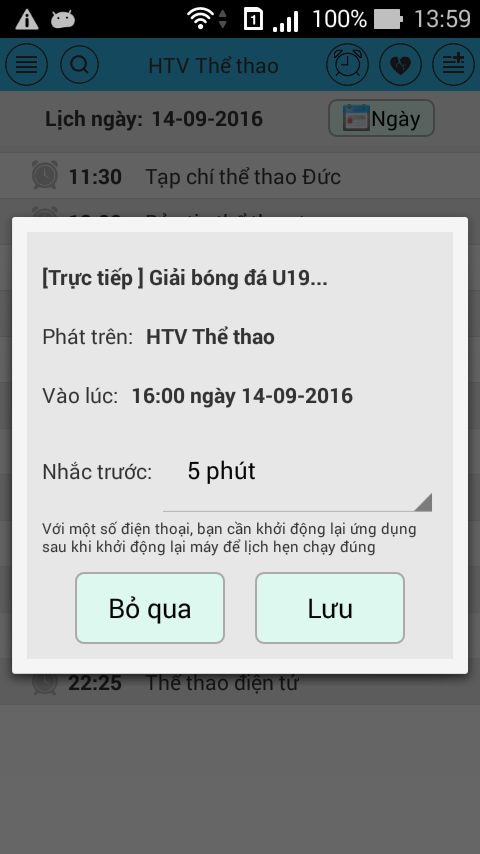 100% 13:59
HTV Thể thao
Lịch ngày: 14-09-2016 Ngày
11:30 Tạp chí thể thao Đức
[Trực tiếp ] Giải bóng đá U19...
Phát trên: HTV Thể thao
Vào lúc: 16:00 ngày 14-09-2016
Nhắc trước: 5 phút
Với một số điện thoại, bạn cần khởi động lại ứng dụng
sau khi khởi động lại máy để lịch hẹn chạy đúng
Bỏ qua Lưu
22:25 Thể thao điện tử